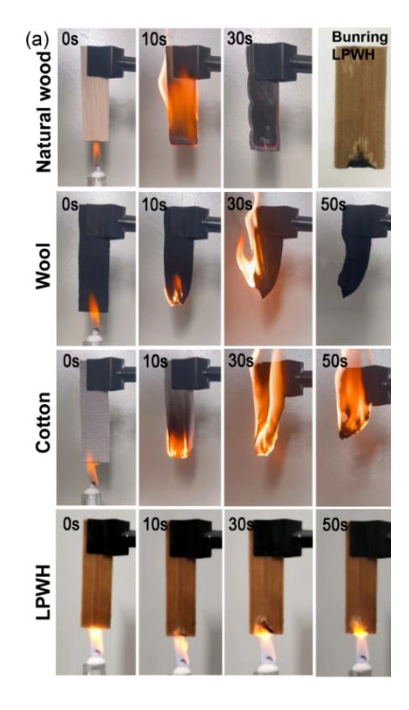 (a)
0s
10s
30s
Bunring
LPWH
Natural wood
0s
10s
30s
50s
Wool
0s
10s
30s
50s
Cotton
0s
10s
30s
50s
LPWH